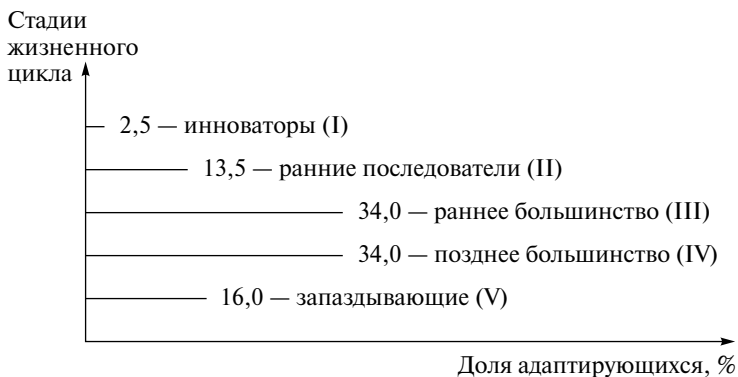 Стадии
жизненного
цикла
2,5 — инноваторы (I)
13,5 — ранние последователи (II)
34,0 — раннее большинство (III)
34,0 — позднее большинство (IV)
16,0 — запаздывающие (V)
Доля адаптирующихся, %